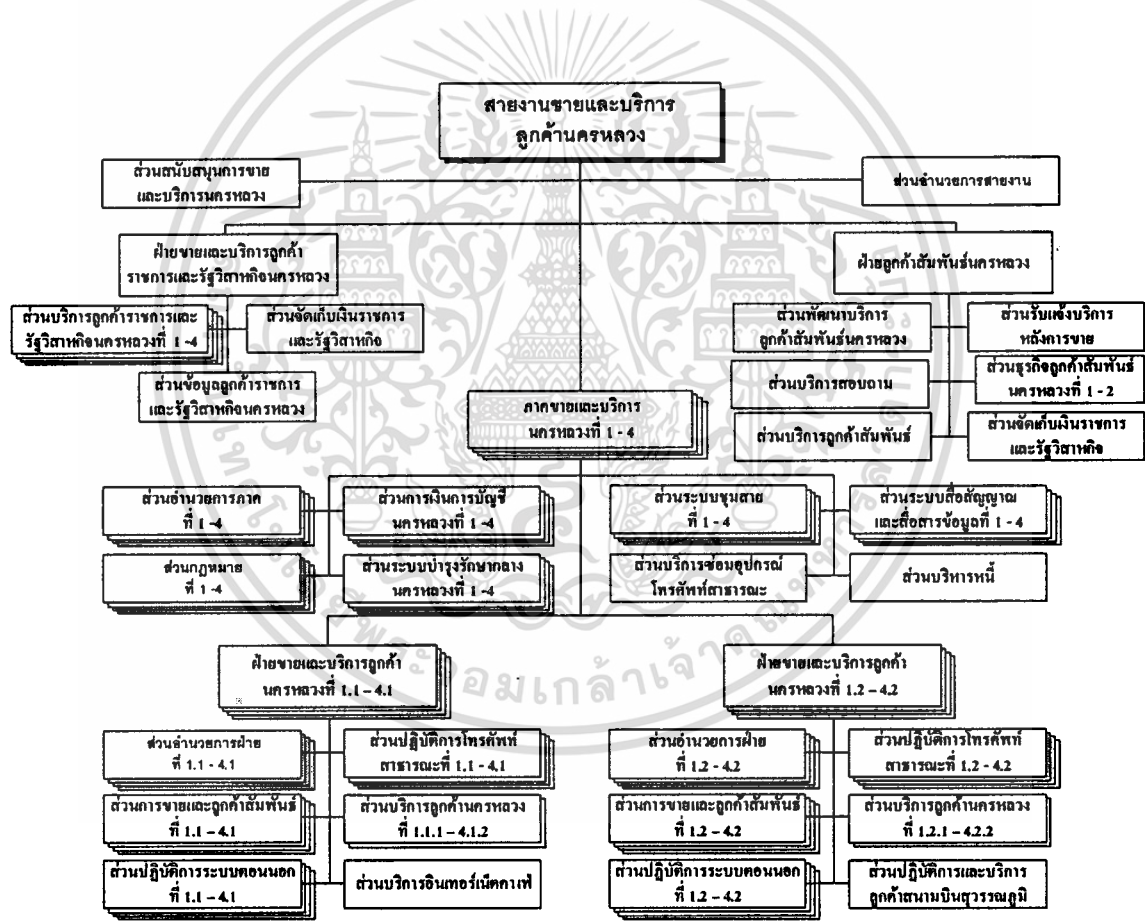 สายงานขายและบริการ
ลูกค้านครหลวง
ส่วนสนับสนุนการขาย
และบริการนครหลวง
ส่วนอำนวยการสายงาน
ฝ่ายขายและบริการลูกค้า
ราชการและรัฐวิสาหกิจนครหลวง
ฝ่ายลูกค้าสัมพันธ์นครหลวง
ส่วนบริการลูกค้าราชการและ
รัฐวิสาหกิจนครหลวงที่ 1 -4
ส่วนจัดเก็บเงินราชการ
และรัฐวิสาหกิจ
ส่วนข้อมูลลูกค้าราชการ
และรัฐวิสาหกิจนครหลวง
ส่วนพัฒนาบริการ
ลูกค้าสัมพันธ์นครหลวง
ส่วนรับแจ้งบริการ
หลังการขาย
ส่วนบริการสอบถาม
ส่วนธุรกิจลูกค้าสัมพันธ์
นครหลวงที่ 1 - 2
ส่วนบริการลูกค้าสัมพันธ์
ส่วนจัดเก็บเงินราชการ
และรัฐวิสาหกิจ
ภาคขายและบริการ
นครหลวงที่ 1 - 4
ส่วนอำนวยการภาค
ที่ 1 -4
ส่วนการเงินการบัญชี
นครหลวงที่ 1 -4
ส่วนระบบชุมสาย
ที่ 1 - 4
ส่วนระบบสื่อสัญญาณ
และสื่อสารข้อมูลที่ 1 - 4
ส่วนกฎหมาย
ที่ 1 -4
ส่วนระบบบำรุงรักษากลาง
นครหลวงที่ 1 -4
ส่วนบริการซ่อมอุปกรณ์
โทรศัพท์สาธารณะ
ส่วนบริหารหนี้
ฝ่ายขายและบริการลูกค้า
นครหลวงที่ 1.1 – 4.1
ฝ่ายขายและบริการลูกค้า
นครหลวงที่ 1.2 – 4.2
ส่วนอำนวยการฝ่าย
ที่ 1.1 - 4.1
ส่วนปฏิบัติการโทรศัพท์
สาธารณะที่ 1.1 - 4.1
ส่วนการขายและลูกค้าสัมพันธ์
ที่ 1.1 – 4.1
ส่วนบริการลูกค้านครหลวง
ที่ 1.1.1 – 4.1.2
ส่วนปฏิบัติการระบบตอนนอก
ที่ 1.1 – 4.1
ส่วนบริการอินเทอร์เน็ตคาเฟ่
ส่วนอำนวยการฝ่าย
ที่ 1.2 - 4.2
ส่วนปฏิบัติการโทรศัพท์
สาธารณะที่ 1.2 - 4.2
ส่วนการขายและลูกค้าสัมพันธ์
ที่ 1.2 – 4.2
ส่วนบริการลูกค้านครหลวง
ที่ 1.2.1 – 4.2.2
ส่วนปฏิบัติการระบบตอนนอก
ที่ 1.2 – 4.2
ส่วนปฏิบัติการและบริการ
ลูกค้าสนามบินสุวรรณภูมิ